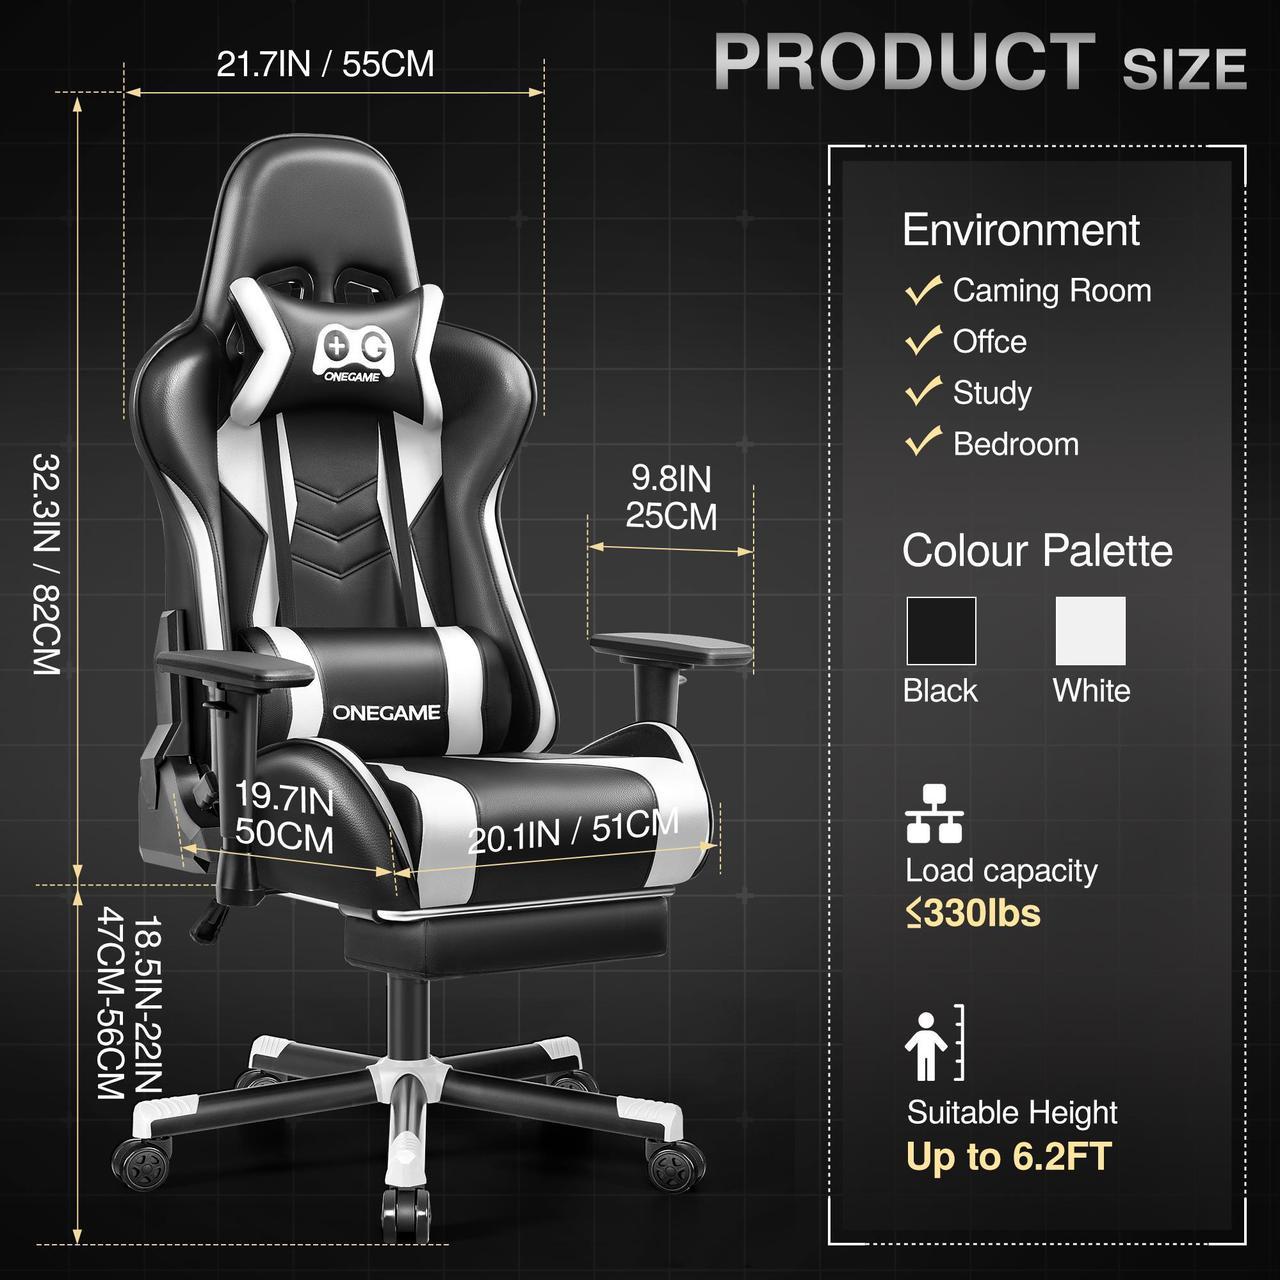 PRODUCT SIZE
21.7IN / 55CM
32.3IN / 82CM
9.8IN
25CM
ONEGAME
ONEGAME
19.7IN
50CM
20.1IN / 51CM
18.5IN-22IN
47CM-56CM
Environment
Caming Room
Offce
Study
Bedroom
Colour Palette
Black
White
Load capacity
≤330lbs
Suitable Height
Up to 6.2FT